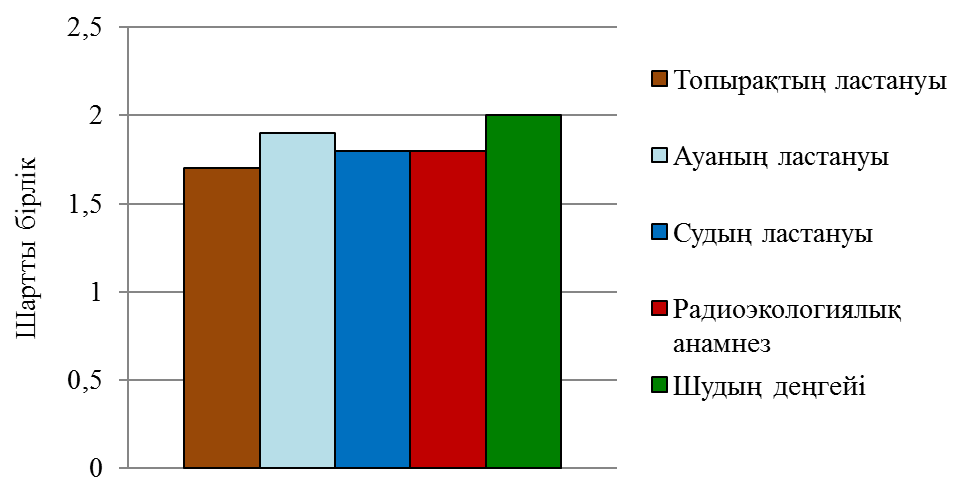 2,5
2
1,5
1
0,5
0
Шартты бірлік
Топырақтың ластануы
Ауаның ластануы
Судың ластануы
Радиоэкологиялық
анамнез
Шудың деңгейі